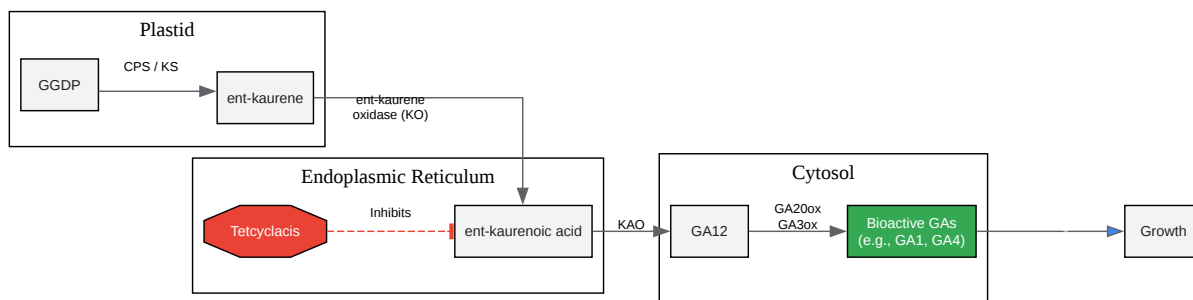 Plastid
GGDP
CPS / KS
ent-kaurene
ent-kaurene
oxidase (KO)
Endoplasmic Reticulum
Tetcyclacis
Inhibits
ent-kaurenoic acid
KAO
Cytosol
GA12
GA20ox
GA3ox
Bioactive GAs
(e.g., GA1, GA4)
Growth